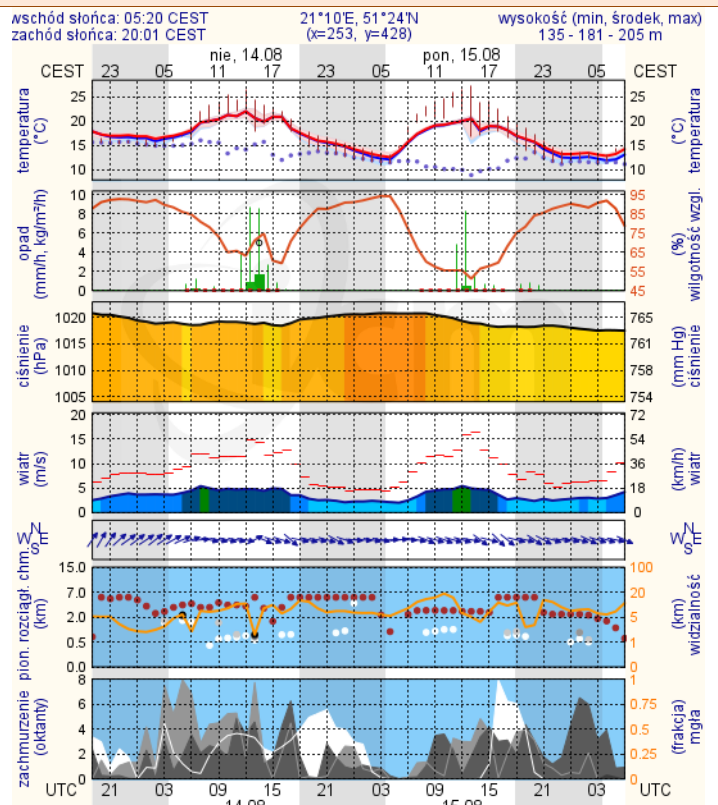 wschód słońca: 05:20 CEST 21°10'E, 51°24'N wysokość (min, środek, max)
zachód słońca: 20:01 CEST (x=253, y=428) 135 - 181 - 205 m
nie, 14.08 pon, 15.08
CEST 23 05 11 17 23 05 11 17 23 05 CEST
temperatura
(°C)
25
20
15
10
25
20
15
10
(°C)
temperatura
opad
(mm/h, kg/m²/h)
10
8
6
4
2
0
95
85
75
65
55
45
(%)
wilgotność wzgl.
ciśnienie
(hPa)
1020
1015
1010
1005
765
761
758
754
(mm Hg)
ciśnienie
wiatr
(m/s)
20
15
10
5
0
72
54
36
18
0
(km/h)
wiatr
N
W E
S
N
W E
S
pion. rozciągł. chm.
(km)
15.0
7.0
2.0
0.5
0.0
100
20
5
1
0
(km)
widzialność
zachmurzenie
(oktanty)
8
6
4
2
0
1
0.75
0.5
0.25
0
(frakcja)
mgła
UTC 21 03 09 15 21 03 09 15 21 03 UTC
14.08 15.08